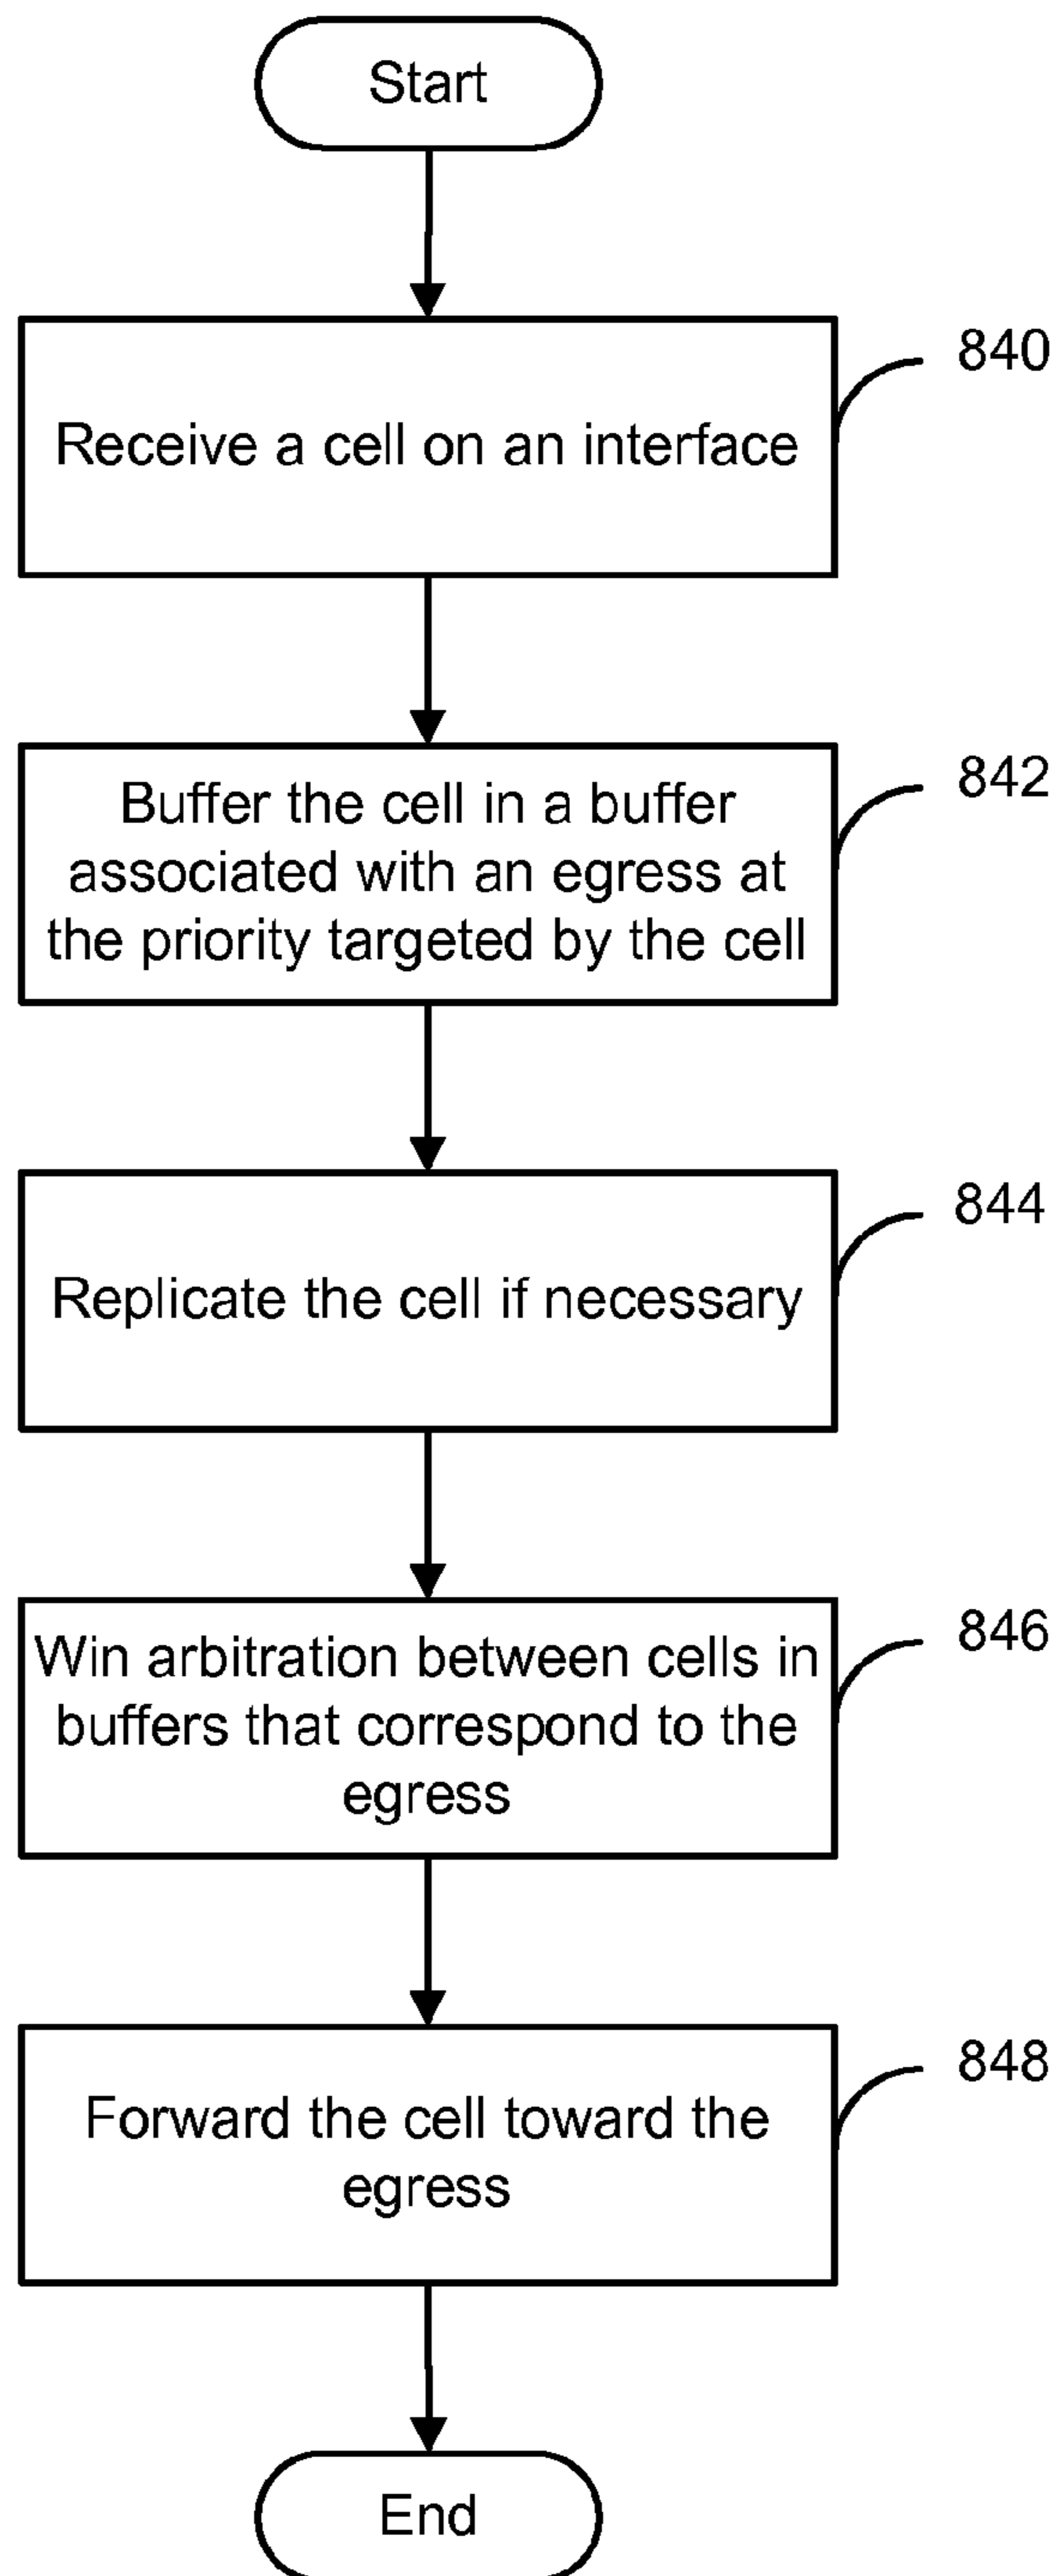 Start
840
Receive a cell on an interface
842
Buffer the cell in a buffer
associated with an egress at
the priority targeted by the cell
844
Replicate the cell if necessary
846
Win arbitration between cells in
buffers that correspond to the
egress
848
Forward the cell toward the
egress
End